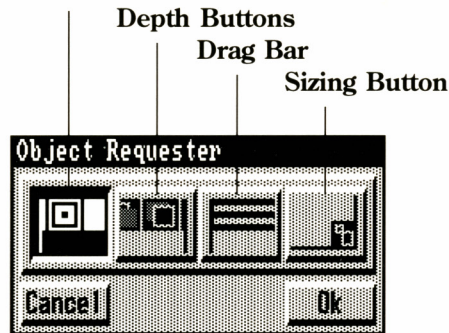 Depth Buttons
Drag Bar
Sizing Button
Object Requester
Cancel
Ok